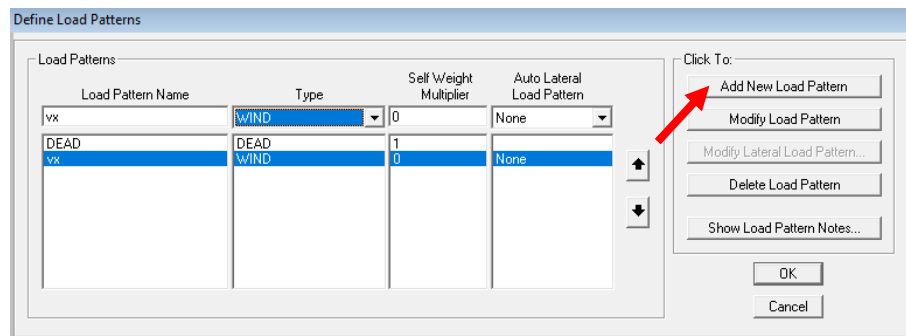 Define Load Patterns
Load Patterns
Click To:
Load Pattern Name
Type
Self Weight
Multiplier
Auto Lateral
Load Pattern
vx
WIND
0
None
DEAD
DEAD
1
vx
WIND
0
None
Add New Load Pattern
Modify Load Pattern
Modify Lateral Load Pattern...
Delete Load Pattern
Show Load Pattern Notes...
OK
Cancel